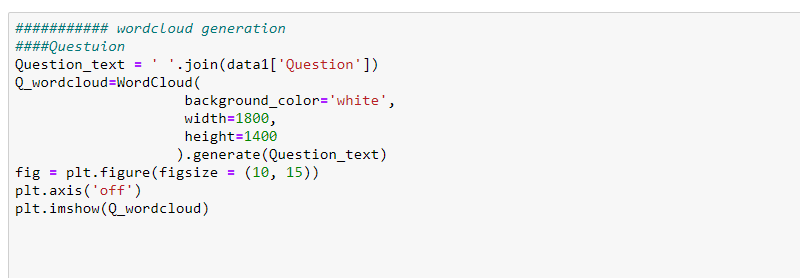 ########### wordcloud generation
####Questuion
Question_text = ' '.join(data1['Question'])
Q_wordcloud=WordCloud(
                    background_color='white',
                    width=1800,
                    height=1400
                   ).generate(Question_text)
fig = plt.figure(figsize = (10, 15))
plt.axis('off')
plt.imshow(Q_wordcloud)